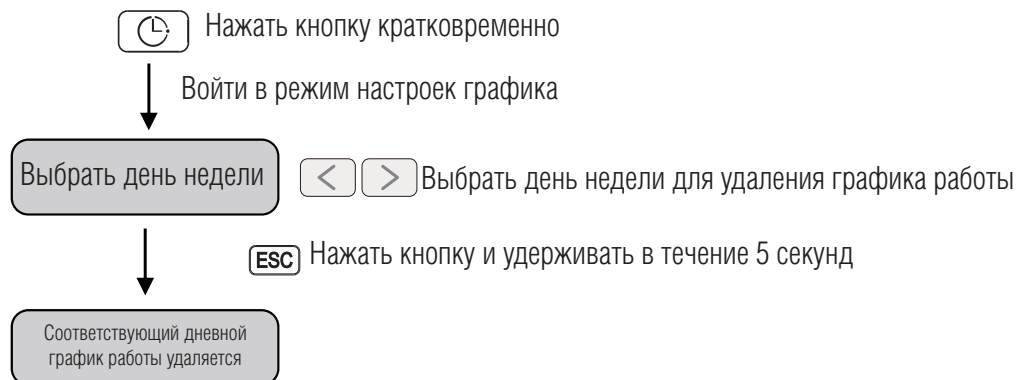 Нажать кнопку кратковременно
Войти в режим настроек графика
Выбрать день недели
< > Выбрать день недели для удаления графика работы
ESC Нажать кнопку и удерживать в течение 5 секунд
Соответствующий дневной
график работы удаляется